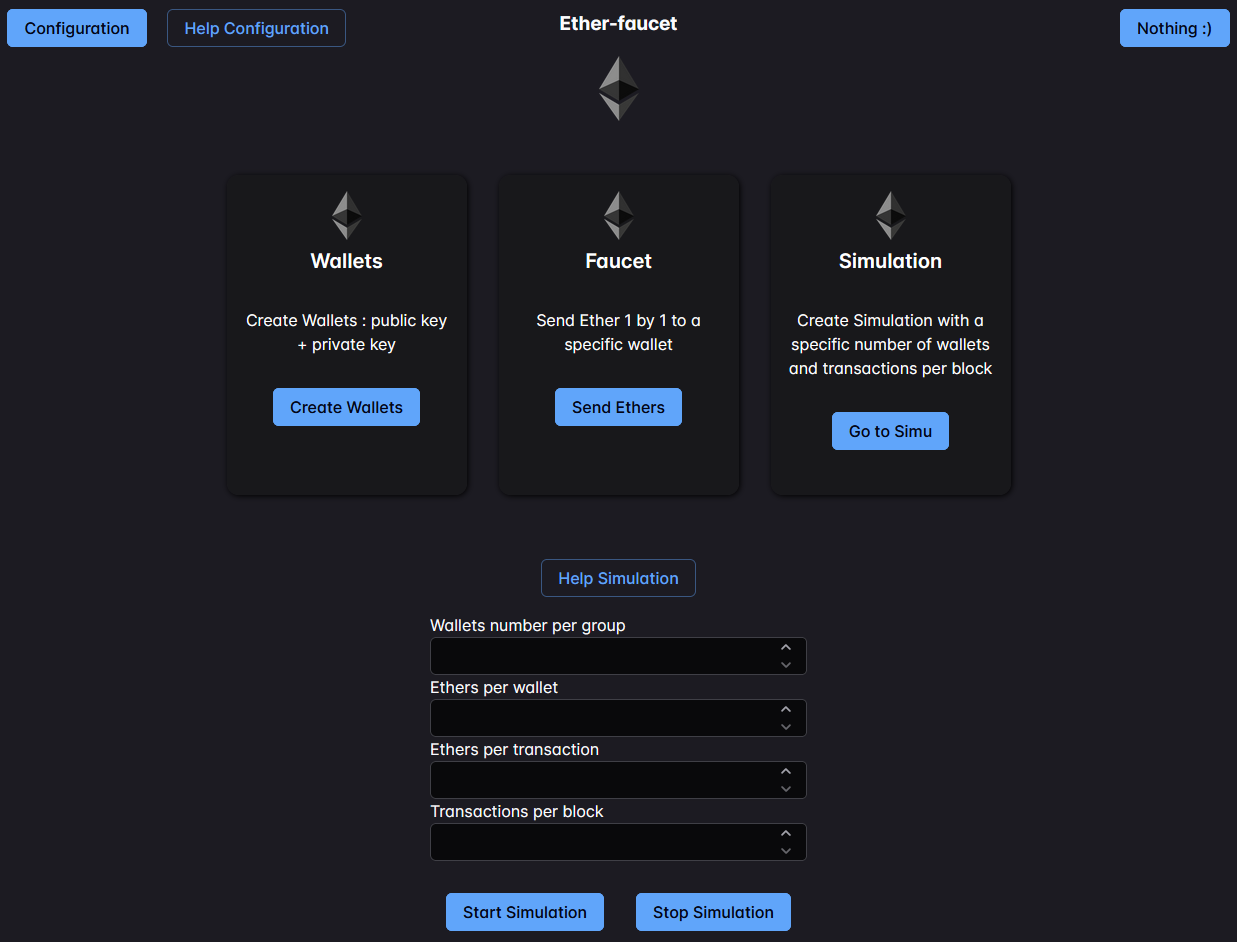 Configuration
Help Configuration
Ether-faucet
Nothing :)
Wallets
Create Wallets : public key
+ private key
Create Wallets
Faucet
Send Ether 1 by 1 to a
specific wallet
Send Ethers
Simulation
Create Simulation with a
specific number of wallets
and transactions per block
Go to Simu
Help Simulation
Wallets number per group
Ethers per wallet
Ethers per transaction
Transactions per block
Start Simulation
Stop Simulation